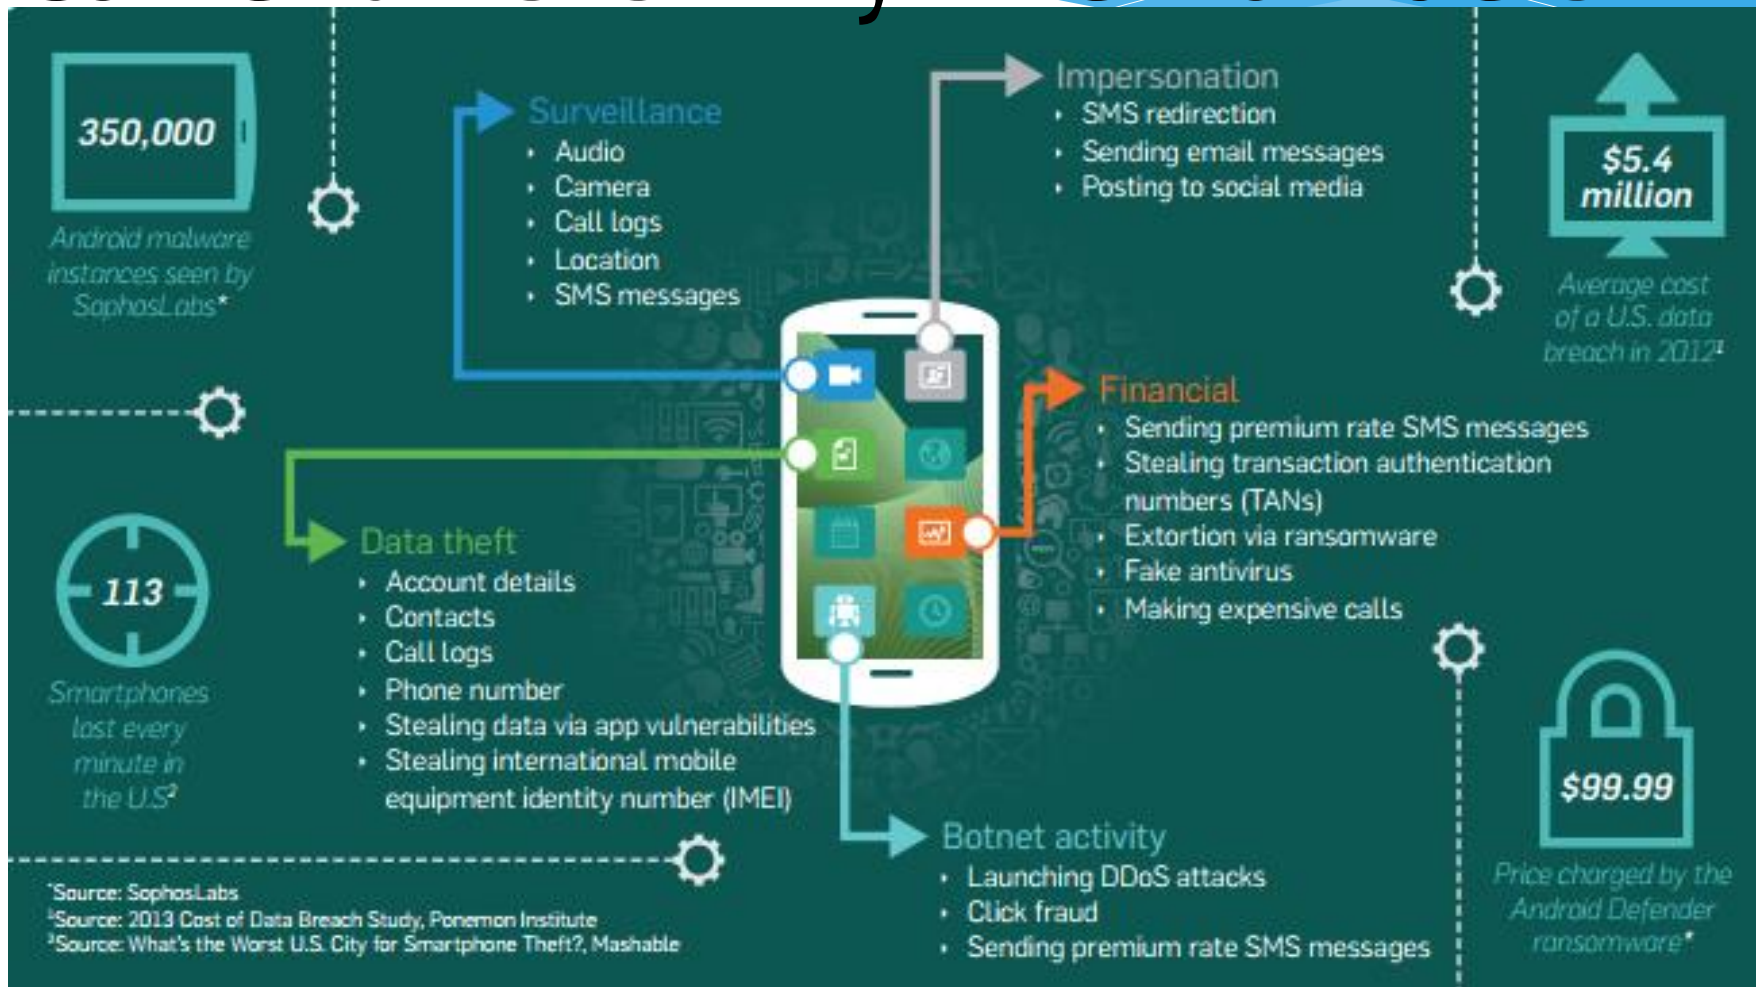 350,000
Android malware
instances seen by
SophosLabs*
Surveillance
‣ Audio
‣ Camera
‣ Call logs
‣ Location
‣ SMS messages
Impersonation
‣ SMS redirection
‣ Sending email messages
‣ Posting to social media
$5.4
million
Average cost
of a U.S. data
breach in 2012¹
Financial
‣ Sending premium rate SMS messages
‣ Stealing transaction authentication
numbers (TANs)
‣ Extortion via ransomware
‣ Fake antivirus
‣ Making expensive calls
113
Smartphones
lost every
minute in
the U.S²
Data theft
‣ Account details
‣ Contacts
‣ Call logs
‣ Phone number
‣ Stealing data via app vulnerabilities
‣ Stealing international mobile
equipment identity number (IMEI)
Botnet activity
‣ Launching DDoS attacks
‣ Click fraud
‣ Sending premium rate SMS messages
$99.99
Price charged by the
Android Defender
ransomware*
*Source: SophosLabs
¹Source: 2013 Cost of Data Breach Study, Ponemon Institute
²Source: What's the Worst U.S. City for Smartphone Theft?, Mashable